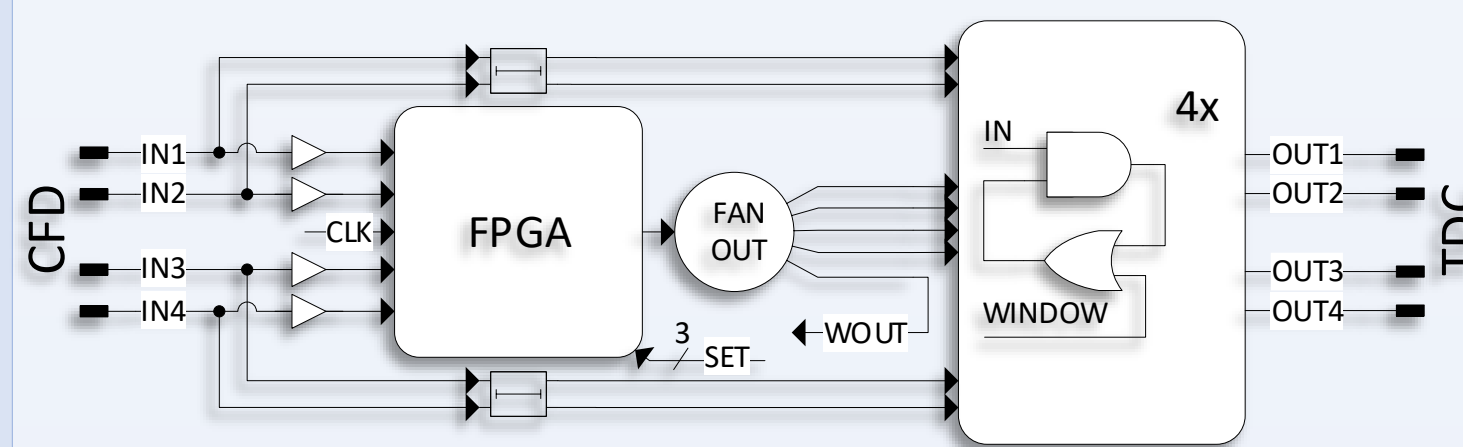 CFD
IN1
IN2
CLK
IN3
IN4
FPGA
3
SET
FAN
OUT
WOUT
4x
IN
WINDOW
OUT1
OUT2
OUT3
OUT4
TDC